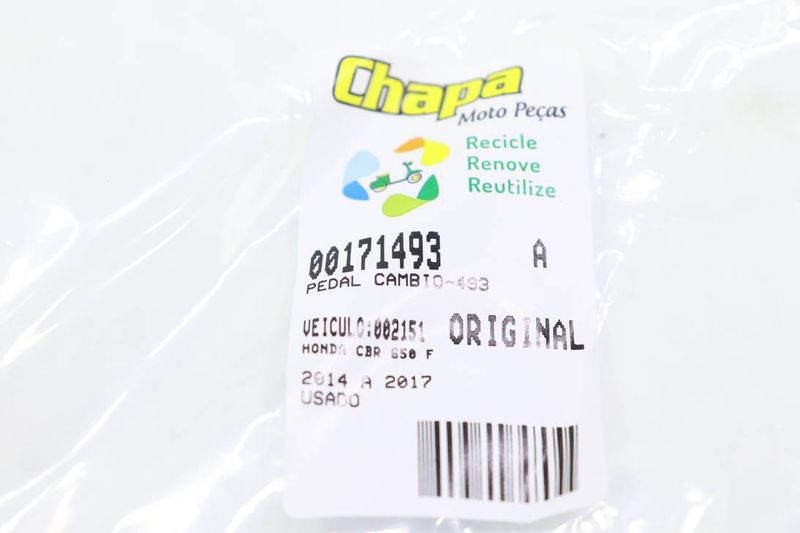 Chapa
Moto Peças
Recicle
Renove
Reutilize
00171493 A
PEDAL CAMBIO-493
VEICULO:002151 ORIGINAL
HONDA CBR 650 F
2014 A 2017
USADO